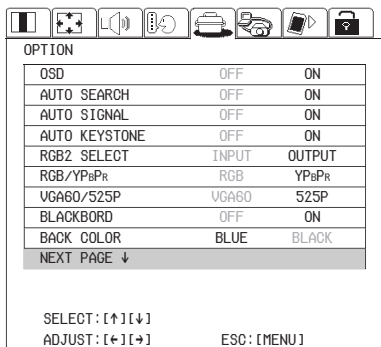 OPTION
OSD OFF ON
AUTO SEARCH OFF ON
AUTO SIGNAL OFF ON
AUTO KEYSTONE OFF ON
RGB2 SELECT INPUT OUTPUT
RGB/YPBPR RGB YPBPR
VGA60/525P VGA60 525P
BLACKBORD OFF ON
BACK COLOR BLUE BLACK
NEXT PAGE ↓
SELECT:[↑][↓]
ADJUST:[←][→] ESC:[MENU]